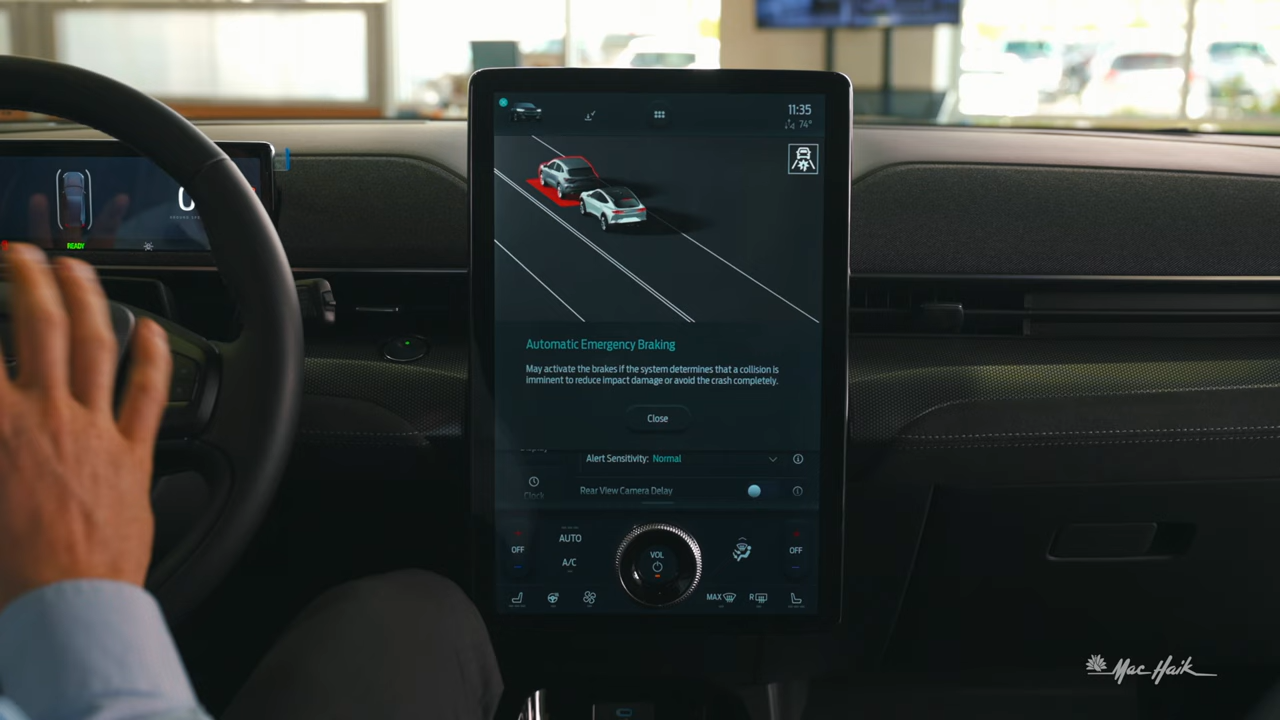 11:35
74°
READY
Automatic Emergency Braking
May activate the brakes if the system determines that a collision is
imminent to reduce impact damage or avoid the crash completely.
Close
Alert Sensitivity: Normal
Clock
Rear View Camera Delay
OFF
AUTO
A/C
VOL
OFF
MAX
R
Mac Haik